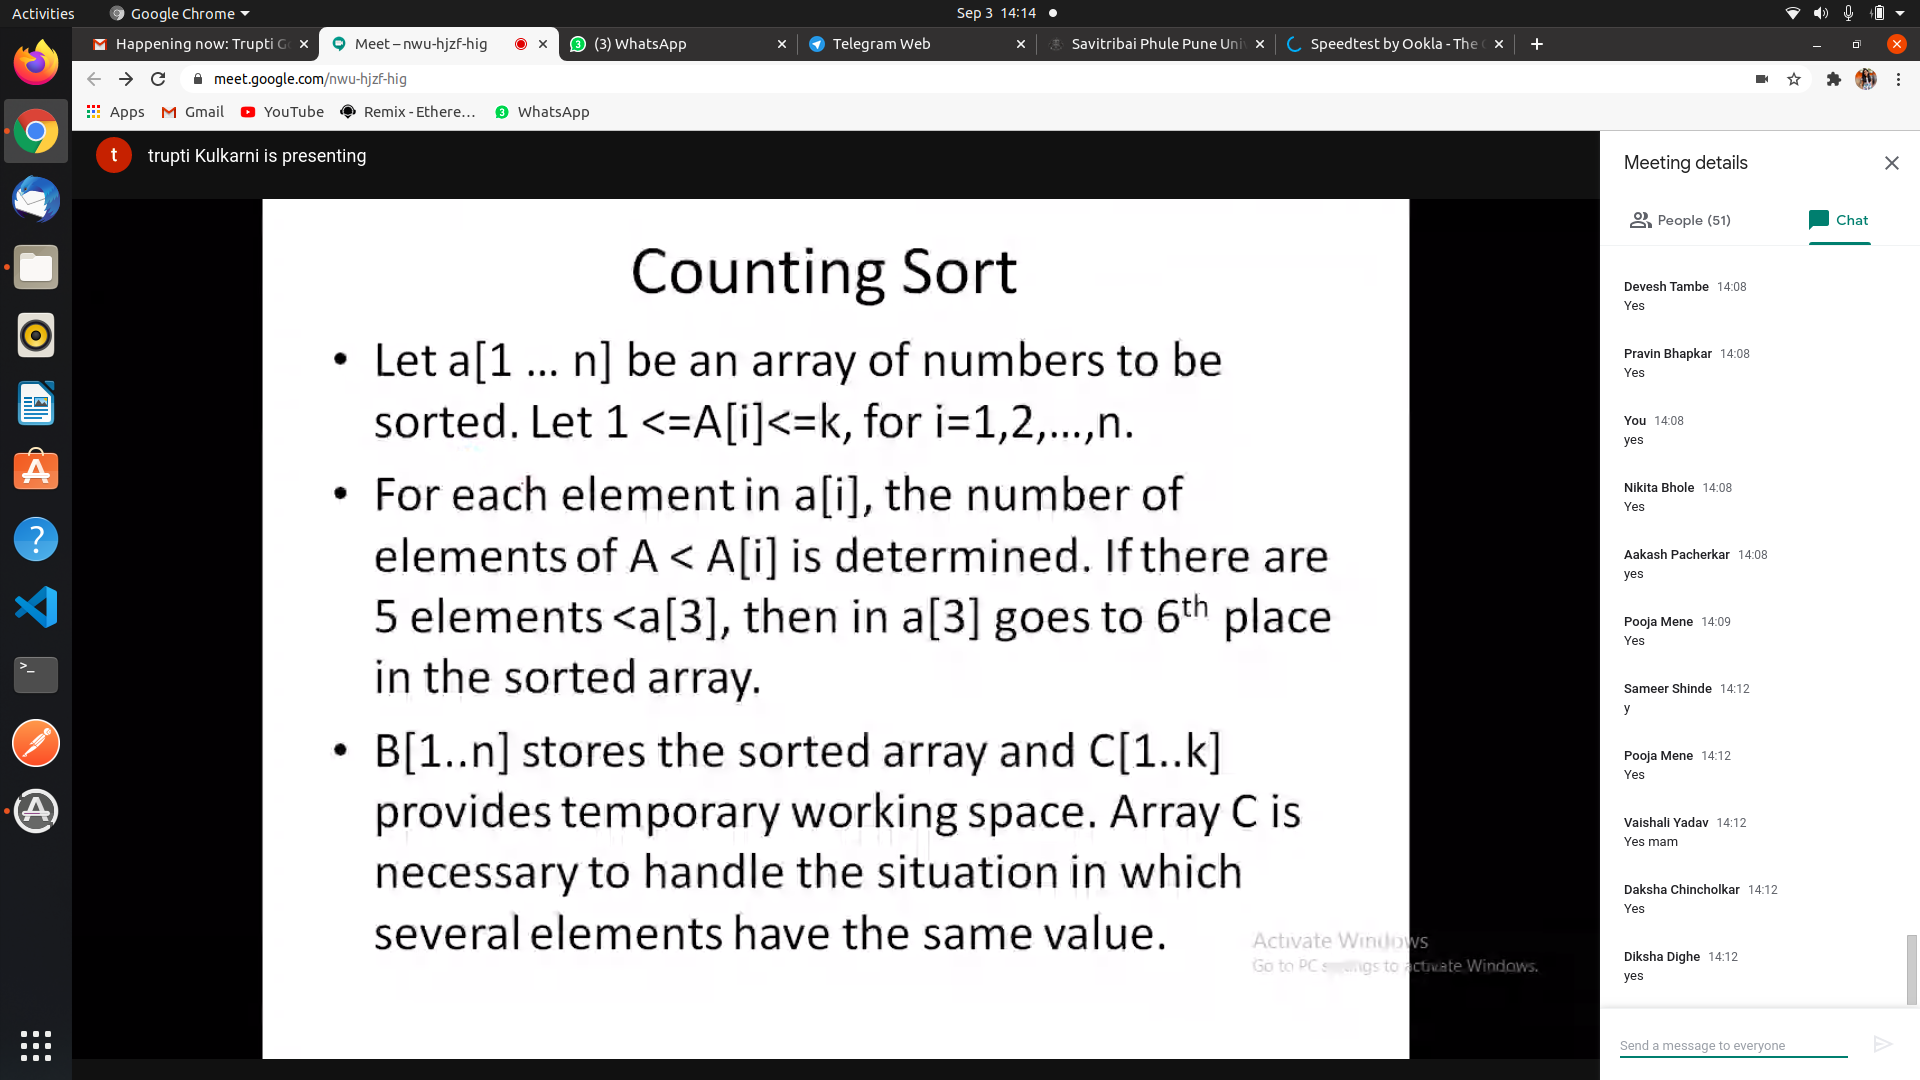 Activities
Google Chrome
Sep 3 14:14
Happening now: Trupti G
Meet – nwu-hjzf-hig
(3) WhatsApp
Telegram Web
Savitribai Phule Pune Uni
Speedtest by Ookla - The
meet.google.com/nwu-hjzf-hig
Apps
Gmail
YouTube
Remix - Ethere…
3
WhatsApp
t
trupti Kulkarni is presenting
Counting Sort
• Let a[1 … n] be an array of numbers to be
sorted. Let 1 <=A[i]<=k, for i=1,2,…,n.
• For each element in a[i], the number of
elements of A < A[i] is determined. If there are
5 elements <a[3], then in a[3] goes to 6th place
in the sorted array.
• B[1..n] stores the sorted array and C[1..k]
provides temporary working space. Array C is
necessary to handle the situation in which
several elements have the same value.
Activate Windows
Go to PC settings to activate Windows.
Meeting details
People (51)
Chat
Devesh Tambe 14:08
Yes
Pravin Bhapkar 14:08
Yes
You 14:08
yes
Nikita Bhole 14:08
Yes
Aakash Pacherkar 14:08
yes
Pooja Mene 14:09
Yes
Sameer Shinde 14:12
y
Pooja Mene 14:12
Yes
Vaishali Yadav 14:12
Yes mam
Daksha Chincholkar 14:12
Yes
Diksha Dighe 14:12
yes
Send a message to everyone